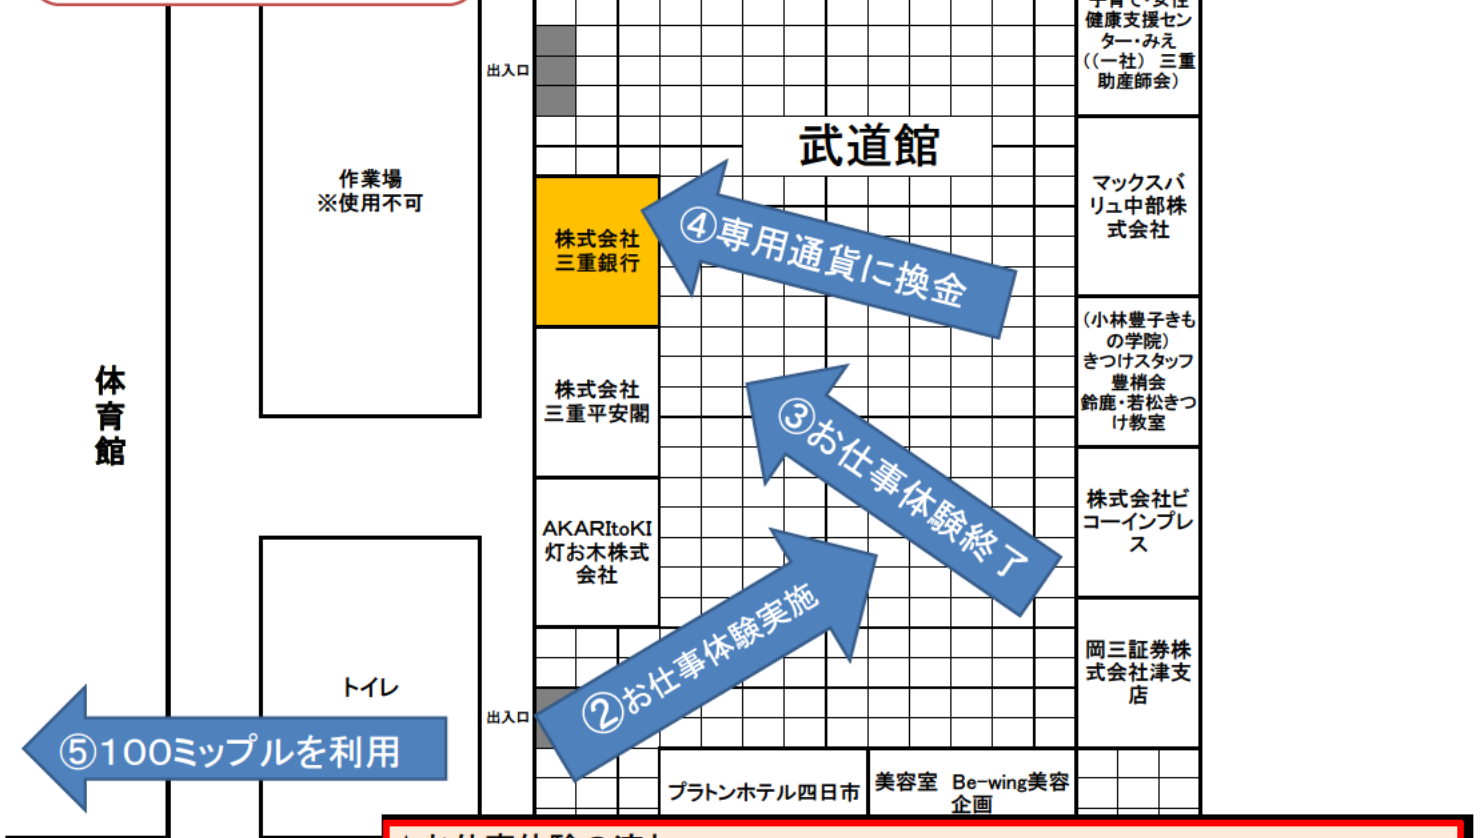 子育て・女性
健康支援セン
ター・みえ
((一社) 三重
助産師会)
出入口
武道館
作業場
※使用不可
マックスバ
リュ中部株
式会社
株式会社
三重銀行
④専用通貨に換金
(小林豊子きも
の学院)
きつけスタッフ
豊梢会
鈴鹿・若松きつ
け教室
体
育
館
株式会社
三重平安閣
③お仕事体験終了
株式会社ビ
コーインプレ
ス
AKARItoKI
灯お木株式
会社
②お仕事体験実施
岡三証券株
式会社津支
店
トイレ
出入口
⑤100ミップルを利用
プラトンホテル四日市
美容室 Be-wing美容
企画